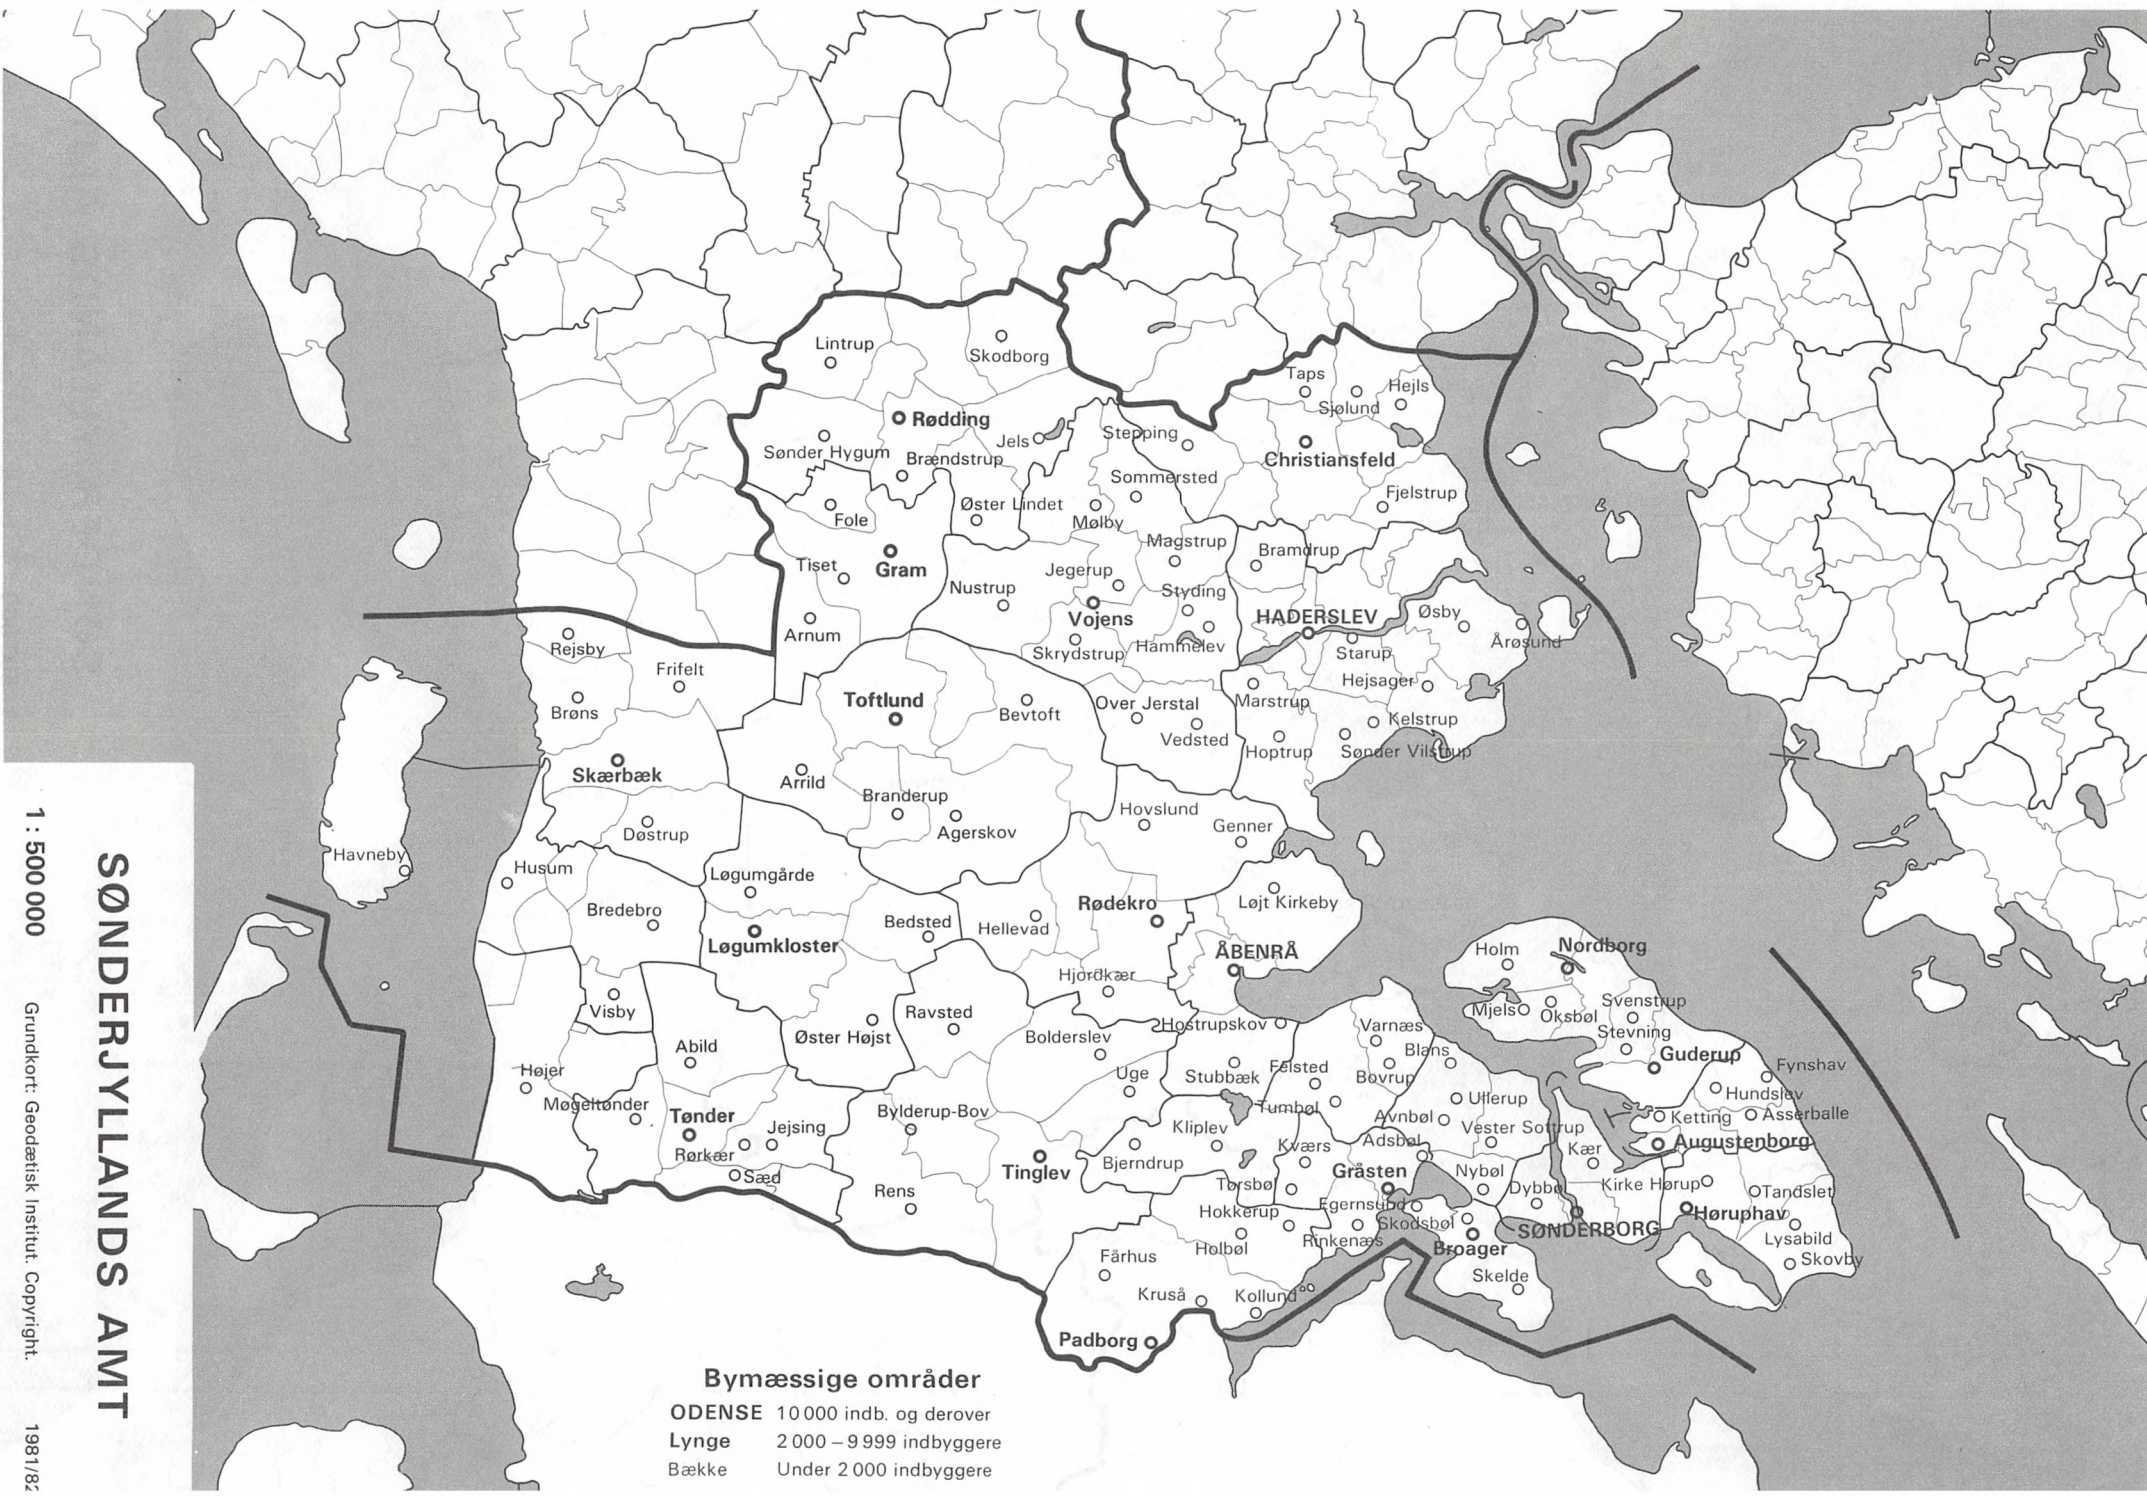 Lintrup
Skodborg
Taps
Hejls
Sjølund
Rødding
Jels
Stepping
Sønder Hygum
Brændstrup
Christiansfeld
Sommersted
Fjelstrup
Øster Lindet
Fole
Mølby
Magstrup
Bramdrup
Tiset
Gram
Jegerup
Nustrup
Styding
Vojens
HADERSLEV
Øsby
Arnum
Årøsund
Rejsby
Skrydstrup
Hammelev
Starup
Frifelt
Hejsager
Toftlund
Over Jerstal
Marstrup
Brøns
Bevtoft
Kelstrup
Vedsted
Hoptrup
Sønder Vilstrup
Skærbæk
Arrild
Branderup
Hovslund
Døstrup
Agerskov
Genner
Havneby
Husum
Løgumgårde
Løjt Kirkeby
Rødekro
Bredebro
Bedsted
Hellevad
Løgumkloster
ÅBENRÅ
Holm
Nordborg
Hjordkær
Visby
Ravsted
Svenstrup
Mjels
Oksbøl
Hostrupskov
Varnæs
Stevning
Øster Højst
Bolderslev
Abild
Blans
Guderup
Fynshav
Højer
Uge
Stubbæk
Felsted
Bovrup
Hundslev
Møgeltønder
Tønder
Bylderup-Bov
Tumbøl
Ullerup
Avnbøl
Ketting
Asserballe
Jejsing
Kliplev
Vester Sottrup
Adsbøl
Augustenborg
Rørkær
Kværs
Kær
Bjerndrup
Tinglev
Gråsten
Nybøl
Sæd
Tørsbøl
Dybbøl
Kirke Hørup
Tandslet
Rens
Egernsund
Hokkerup
Skodsbøl
Høruphav
SØNDERBORG
Rinkenæs
Lysabild
Holbøl
Broager
Fårhus
Skovby
Skelde
Kruså
Kollund
Padborg
SØNDERJYLLANDS AMT
1 : 500 000 Grundkort: Geodætisk Institut. Copyright. 1981/82
Bymæssige områder
ODENSE 10 000 indb. og derover
Lynge 2 000 – 9 999 indbyggere
Bække Under 2 000 indbyggere